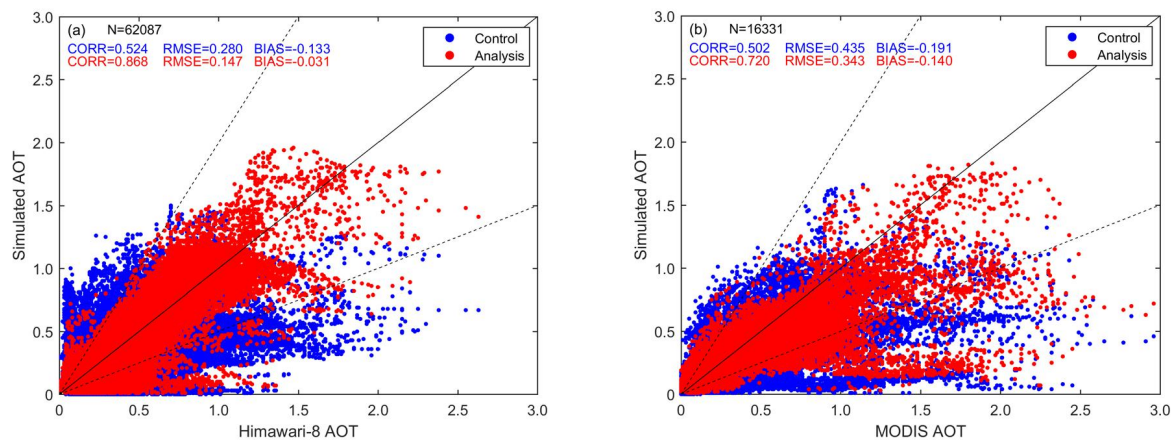 (a) N=62087
CORR=0.524 RMSE=0.280 BIAS=-0.133
CORR=0.868 RMSE=0.147 BIAS=-0.031
Control
Analysis
3.0
2.5
2.0
1.5
1.0
0.5
0
Simulated AOT
0 0.5 1.0 1.5 2.0 2.5 3.0
Himawari-8 AOT
(b) N=16331
CORR=0.502 RMSE=0.435 BIAS=-0.191
CORR=0.720 RMSE=0.343 BIAS=-0.140
Control
Analysis
3.0
2.5
2.0
1.5
1.0
0.5
0
Simulated AOT
0 0.5 1.0 1.5 2.0 2.5 3.0
MODIS AOT